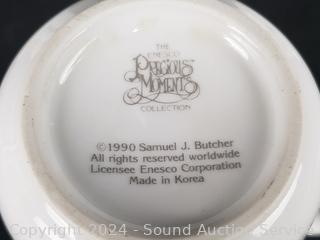 THE
ENESCO
PRECIOUS
MOMENTS
COLLECTION
©1990 Samuel J. Butcher
All rights reserved worldwide
Licensee Enesco Corporation
Made in Korea
Copyright 2024 - Sound Auction Service